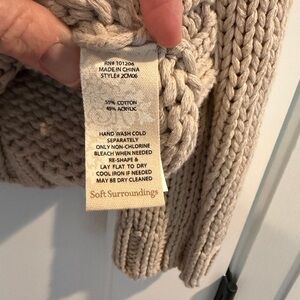 RN# 101206
MADE IN CHINA
STYLE# 2CM06
55% COTTON
45% ACRYLIC
HAND WASH COLD
SEPARATELY
ONLY NON-CHLORINE
BLEACH WHEN NEEDED
RE-SHAPE &
LAY FLAT TO DRY
COOL IRON IF NEEDED
MAY BE DRY CLEANED
Soft Surroundings